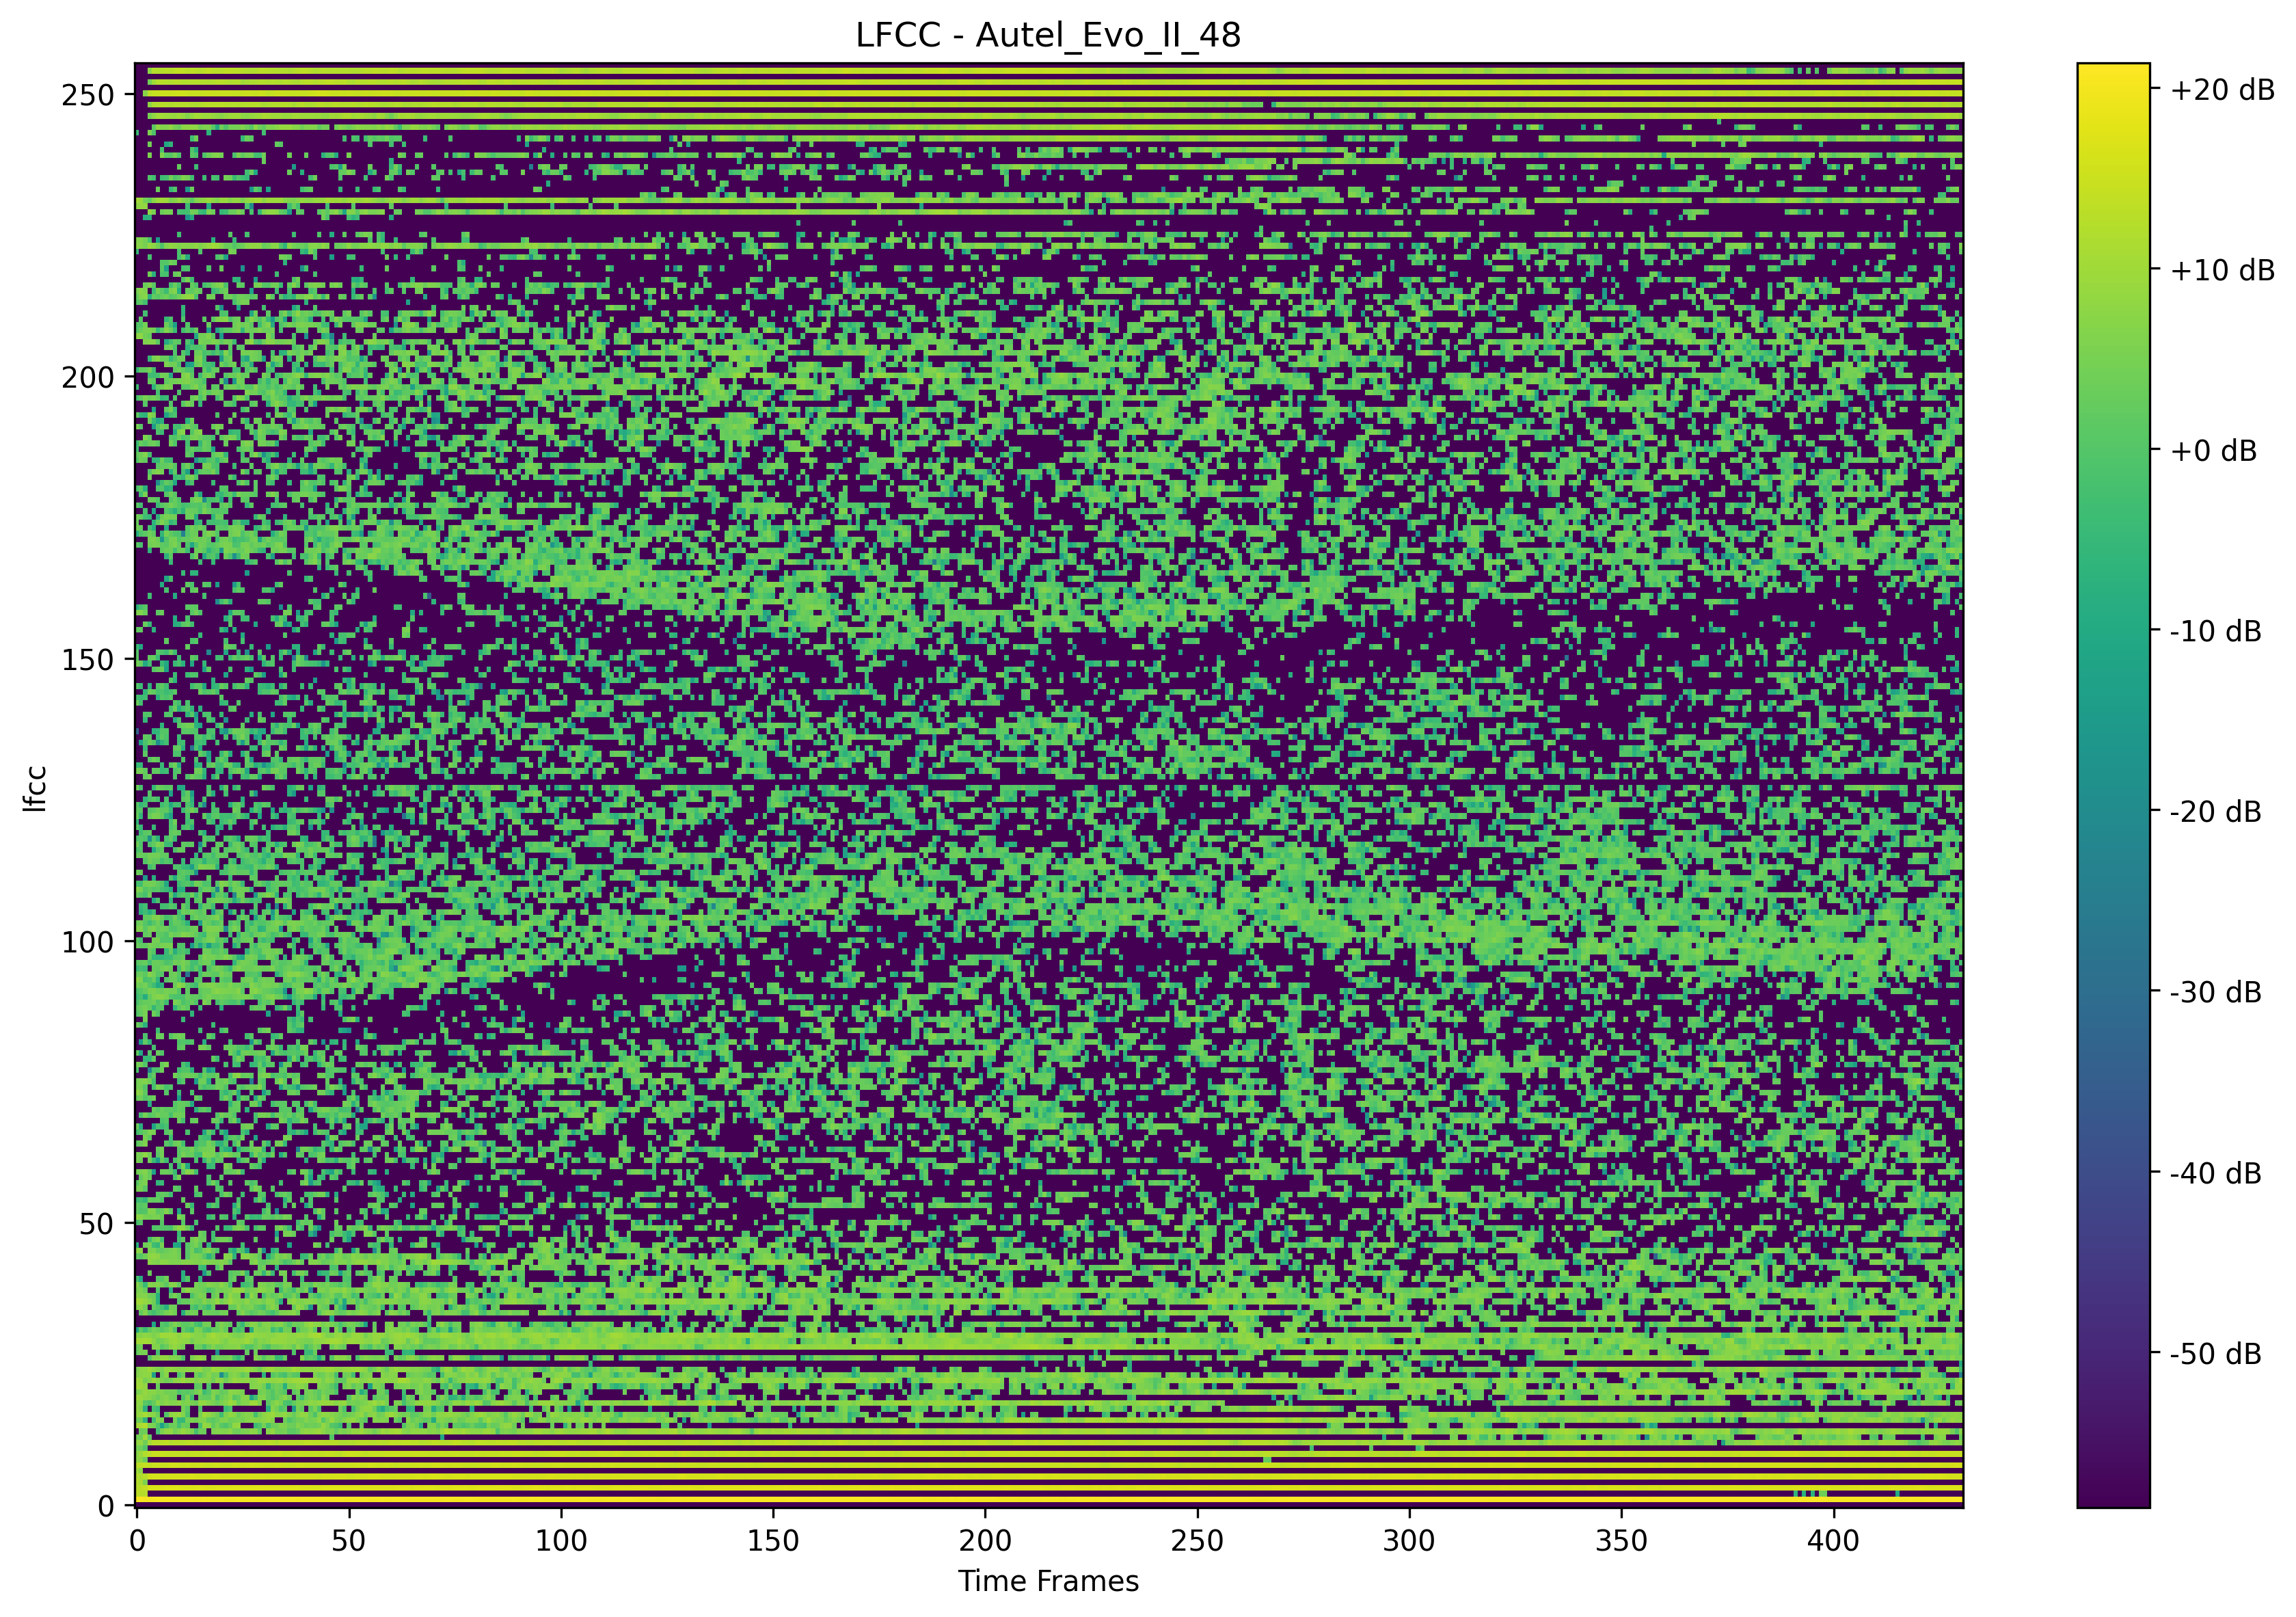 LFCC - Autel_Evo_II_48
250
200
150
100
50
0
lfcc
0 50 100 150 200 250 300 350 400
Time Frames
+20 dB
+10 dB
+0 dB
-10 dB
-20 dB
-30 dB
-40 dB
-50 dB